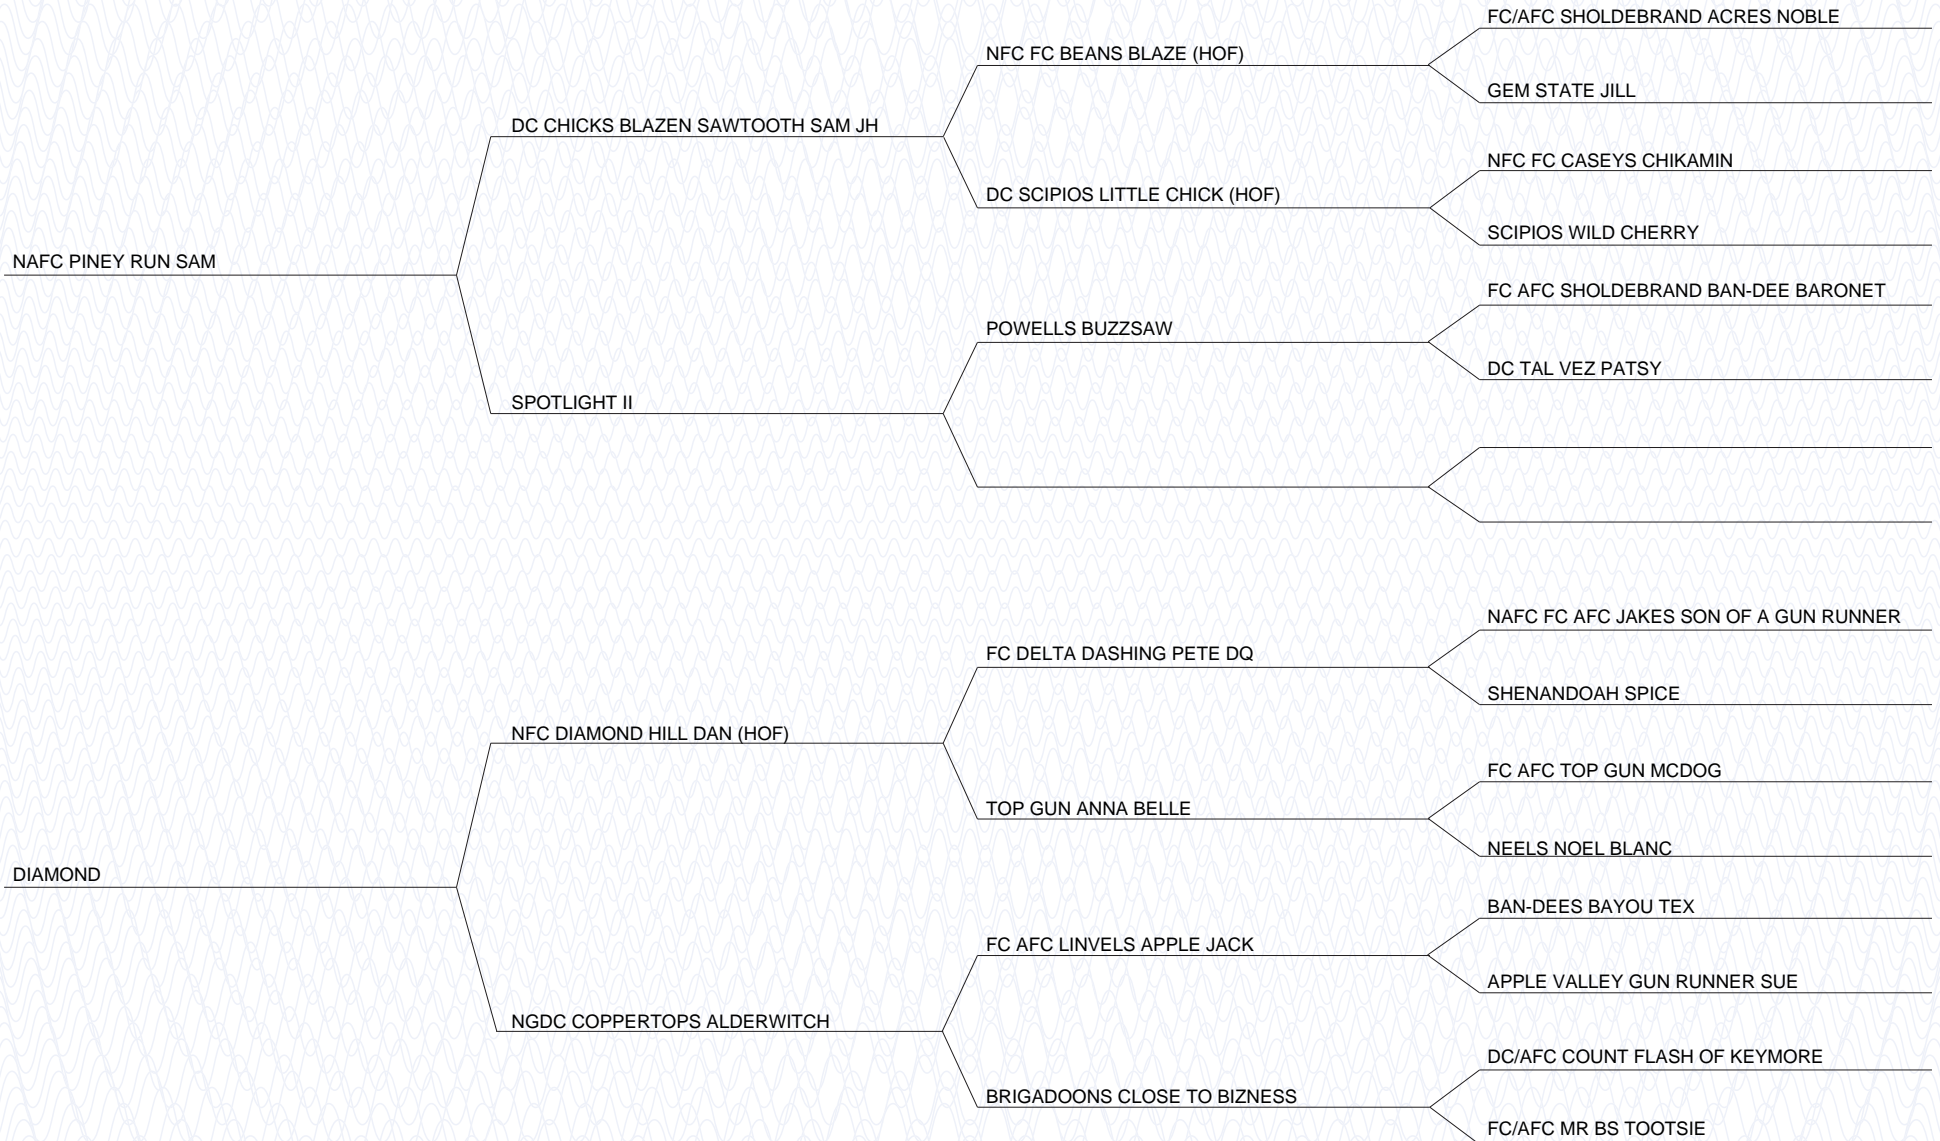 FC/AFC SHOLDEBRAND ACRES NOBLE
NFC FC BEANS BLAZE (HOF)
GEM STATE JILL
DC CHICKS BLAZEN SAWTOOTH SAM JH
NFC FC CASEYS CHIKAMIN
DC SCIPIOS LITTLE CHICK (HOF)
SCIPIOS WILD CHERRY
NAFC PINEY RUN SAM
FC AFC SHOLDEBRAND BAN-DEE BARONET
POWELLS BUZZSAW
DC TAL VEZ PATSY
SPOTLIGHT II
NAFC FC AFC JAKES SON OF A GUN RUNNER
FC DELTA DASHING PETE DQ
SHENANDOAH SPICE
NFC DIAMOND HILL DAN (HOF)
FC AFC TOP GUN MCDOG
TOP GUN ANNA BELLE
NEELS NOEL BLANC
DIAMOND
BAN-DEES BAYOU TEX
FC AFC LINVELS APPLE JACK
APPLE VALLEY GUN RUNNER SUE
NGDC COPPERTOPS ALDERWITCH
DC/AFC COUNT FLASH OF KEYMORE
BRIGADOONS CLOSE TO BIZNESS
FC/AFC MR BS TOOTSIE